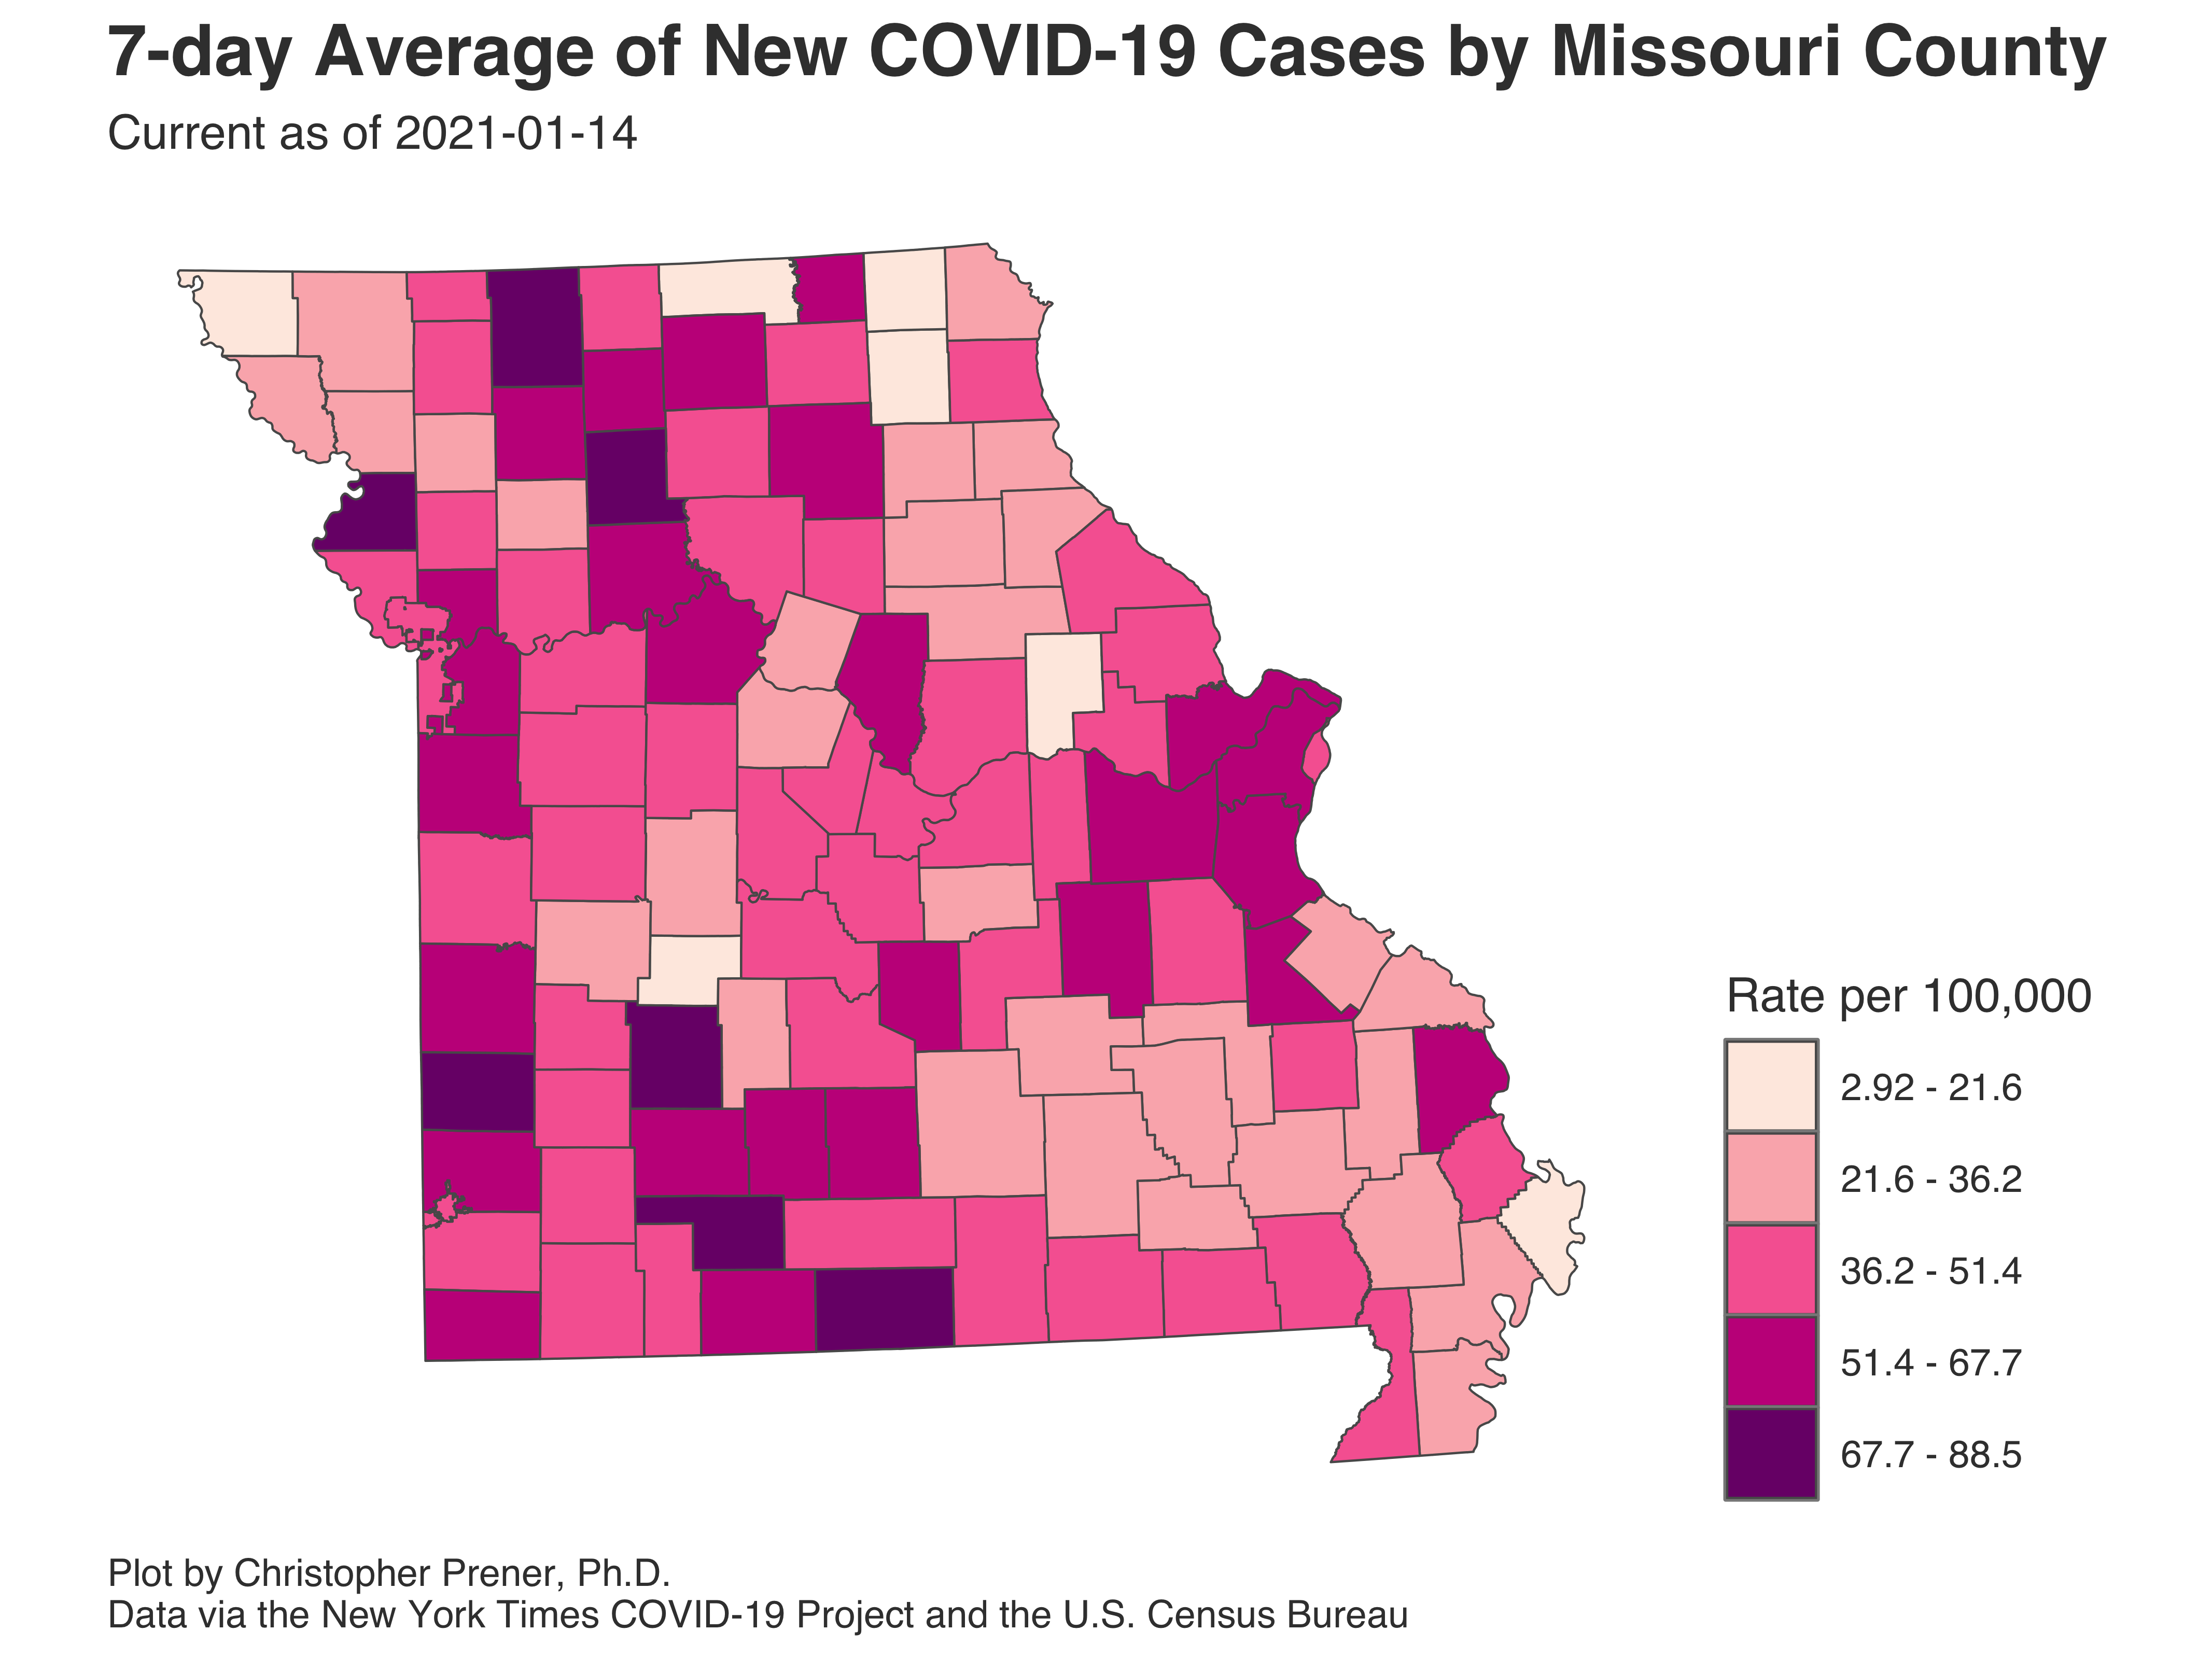 7-day Average of New COVID-19 Cases by Missouri County
Current as of 2021-01-14
Rate per 100,000
2.92 - 21.6
21.6 - 36.2
36.2 - 51.4
51.4 - 67.7
67.7 - 88.5
Plot by Christopher Prener, Ph.D.
Data via the New York Times COVID-19 Project and the U.S. Census Bureau